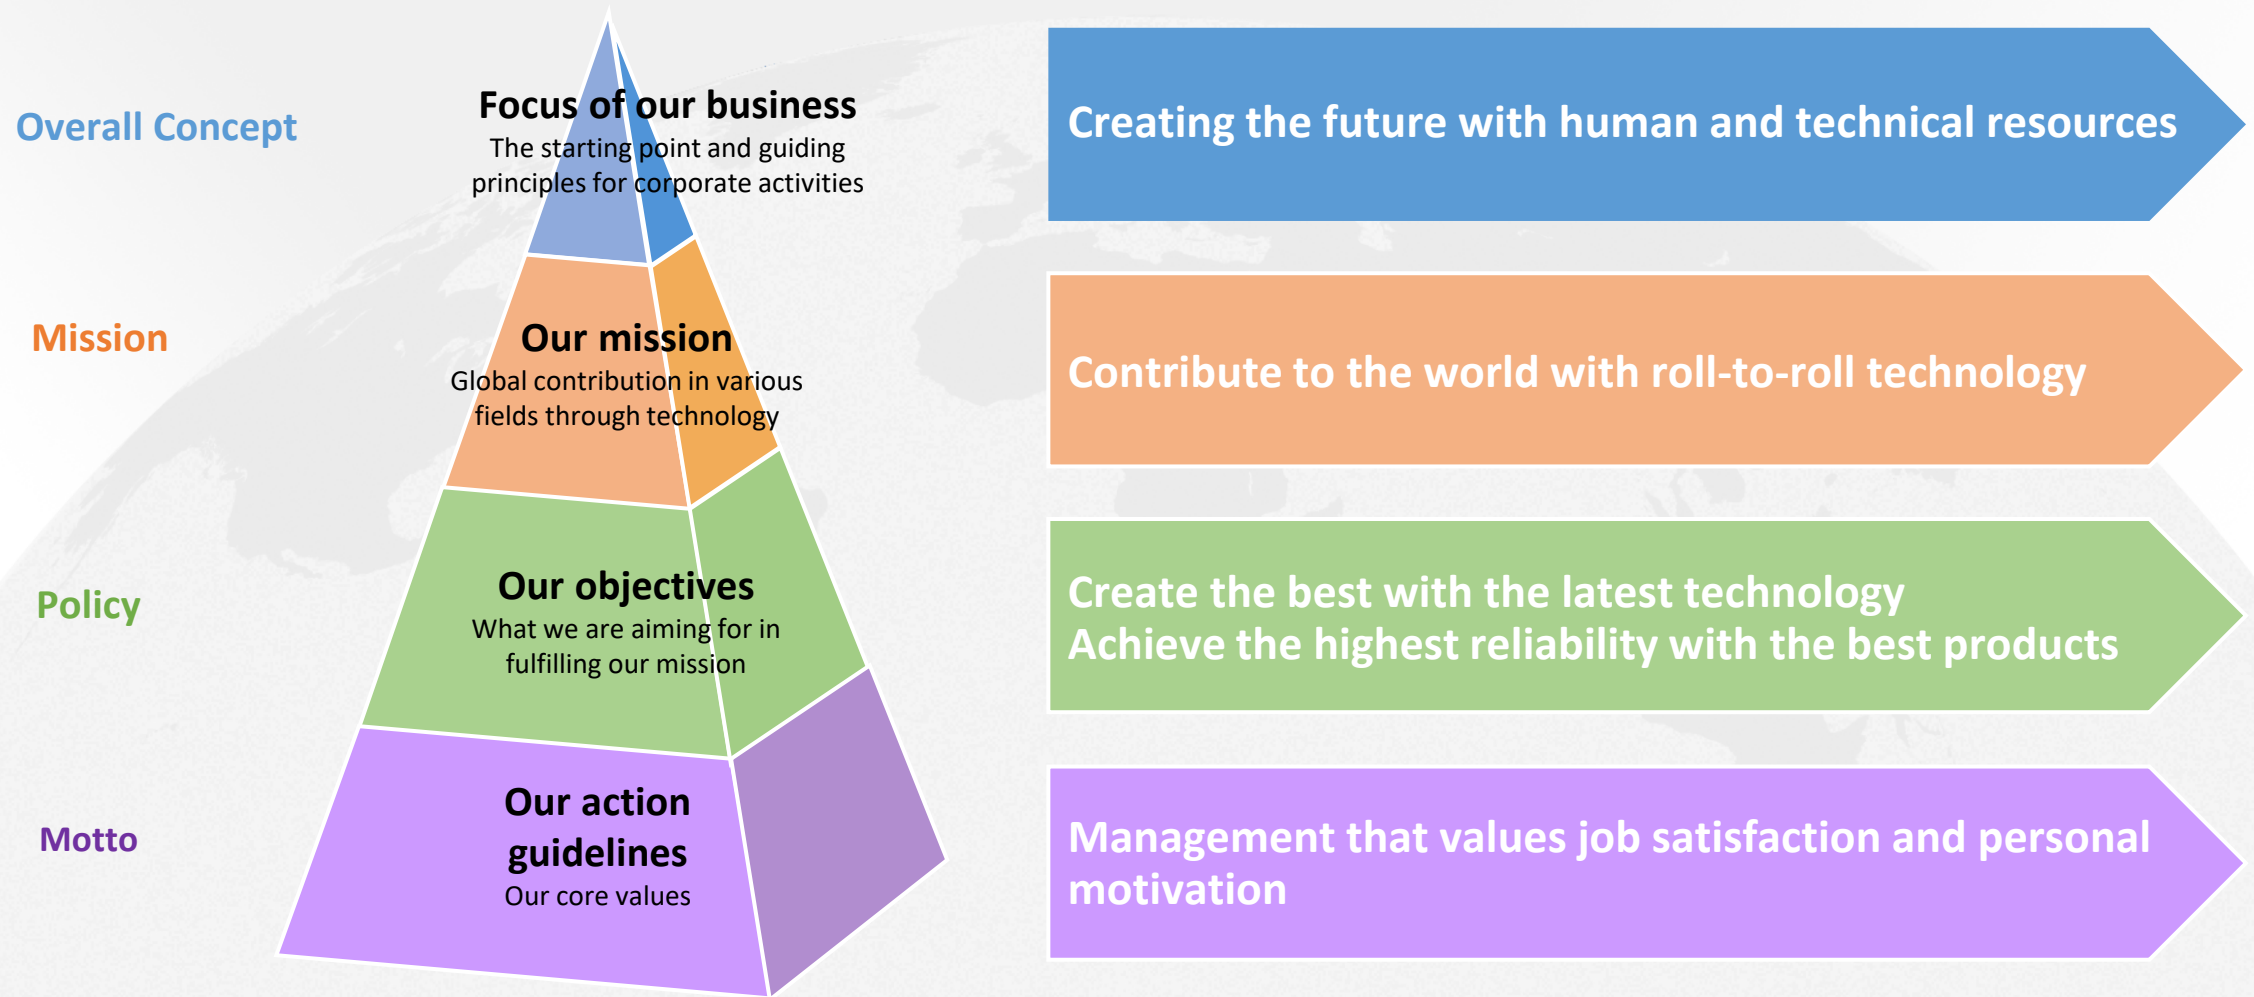 Overall Concept
Focus of our business
The starting point and guiding
principles for corporate activities
Creating the future with human and technical resources
Mission
Our mission
Global contribution in various
fields through technology
Contribute to the world with roll-to-roll technology
Policy
Our objectives
What we are aiming for in
fulfilling our mission
Create the best with the latest technology
Achieve the highest reliability with the best products
Motto
Our action
guidelines
Our core values
Management that values job satisfaction and personal
motivation